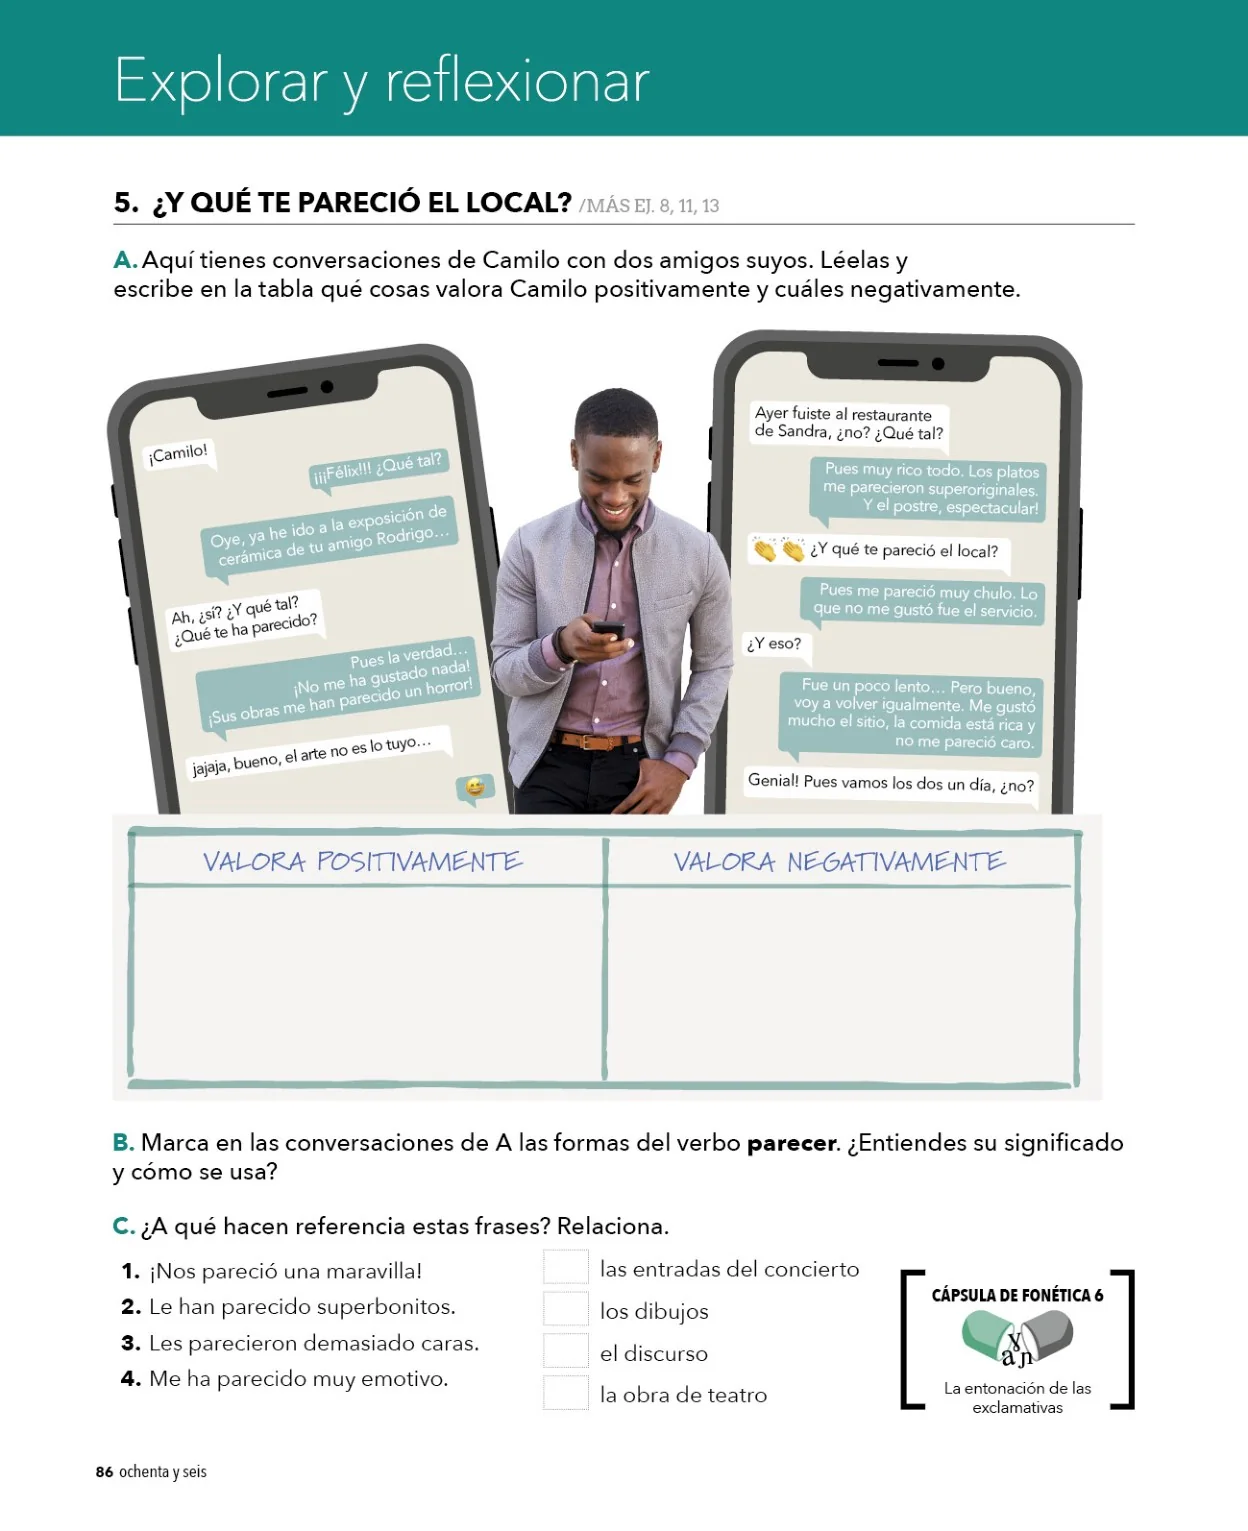 Explorar y reflexionar
5. ¿Y QUÉ TE PARECIÓ EL LOCAL? /MÁS EJ. 8, 11, 13
A. Aquí tienes conversaciones de Camilo con dos amigos suyos. Léelas y
escribe en la tabla qué cosas valora Camilo positivamente y cuáles negativamente.
¡Camilo!
¡¡¡Félix!!! ¿Qué tal?
Oye, ya he ido a la exposición de
cerámica de tu amigo Rodrigo...
Ah, ¿sí? ¿Y qué tal?
¿Qué te ha parecido?
Pues la verdad...
¡No me ha gustado nada!
¡Sus obras me han parecido un horror!
jajaja, bueno, el arte no es lo tuyo...
Ayer fuiste al restaurante
de Sandra, ¿no? ¿Qué tal?
Pues muy rico todo. Los platos
me parecieron superoriginales.
Y el postre, espectacular!
¿Y qué te pareció el local?
Pues me pareció muy chulo. Lo
que no me gustó fue el servicio.
¿Y eso?
Fue un poco lento... Pero bueno,
voy a volver igualmente. Me gustó
mucho el sitio, la comida está rica y
no me pareció caro.
Genial! Pues vamos los dos un día, ¿no?
VALORA POSITIVAMENTE
VALORA NEGATIVAMENTE
B. Marca en las conversaciones de A las formas del verbo parecer. ¿Entiendes su significado
y cómo se usa?
C. ¿A qué hacen referencia estas frases? Relaciona.
1. ¡Nos pareció una maravilla!
2. Le han parecido superbonitos.
3. Les parecieron demasiado caras.
4. Me ha parecido muy emotivo.
las entradas del concierto
los dibujos
el discurso
la obra de teatro
CÁPSULA DE FONÉTICA 6
La entonación de las
exclamativas
86 ochenta y seis